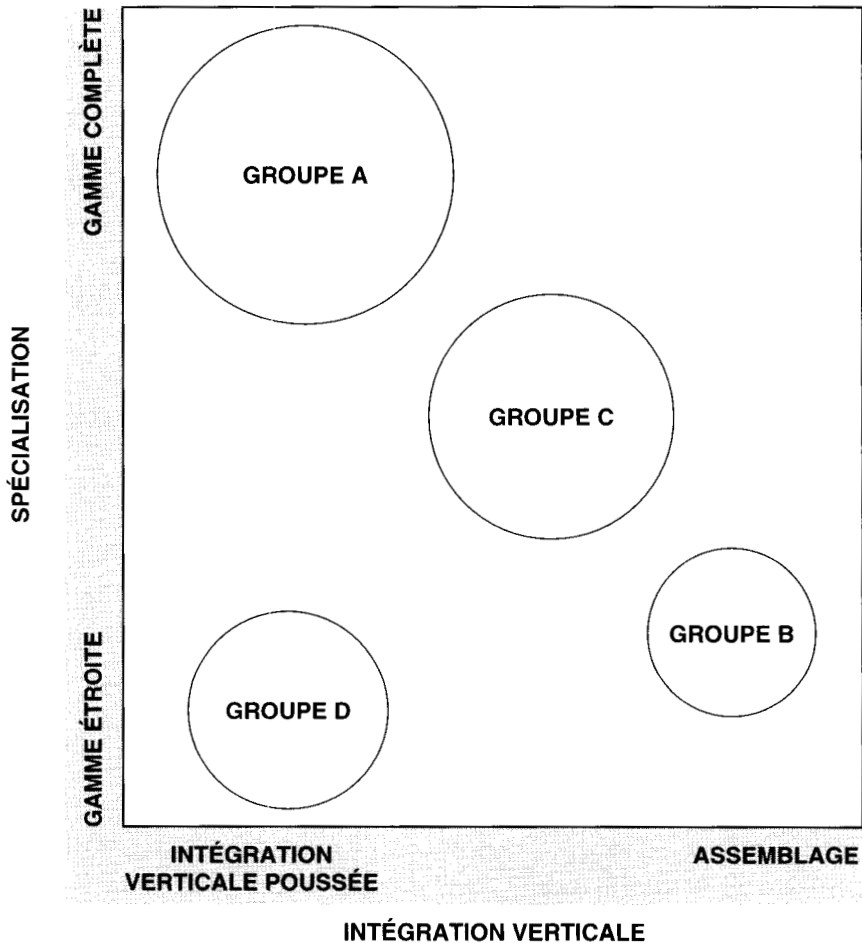 GAMME COMPLÈTE
GROUPE A
SPÉCIALISATION
GROUPE C
GAMME ÉTROITE
GROUPE B
GROUPE D
INTÉGRATION
VERTICALE POUSSÉE
ASSEMBLAGE
INTÉGRATION VERTICALE